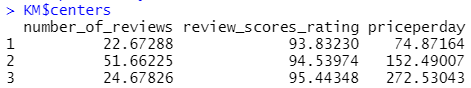 > KM$centers
number_of_reviews review_scores_rating priceperday
1 22.67288 93.83230 74.87164
2 51.66225 94.53974 152.49007
3 24.67826 95.44348 272.53043